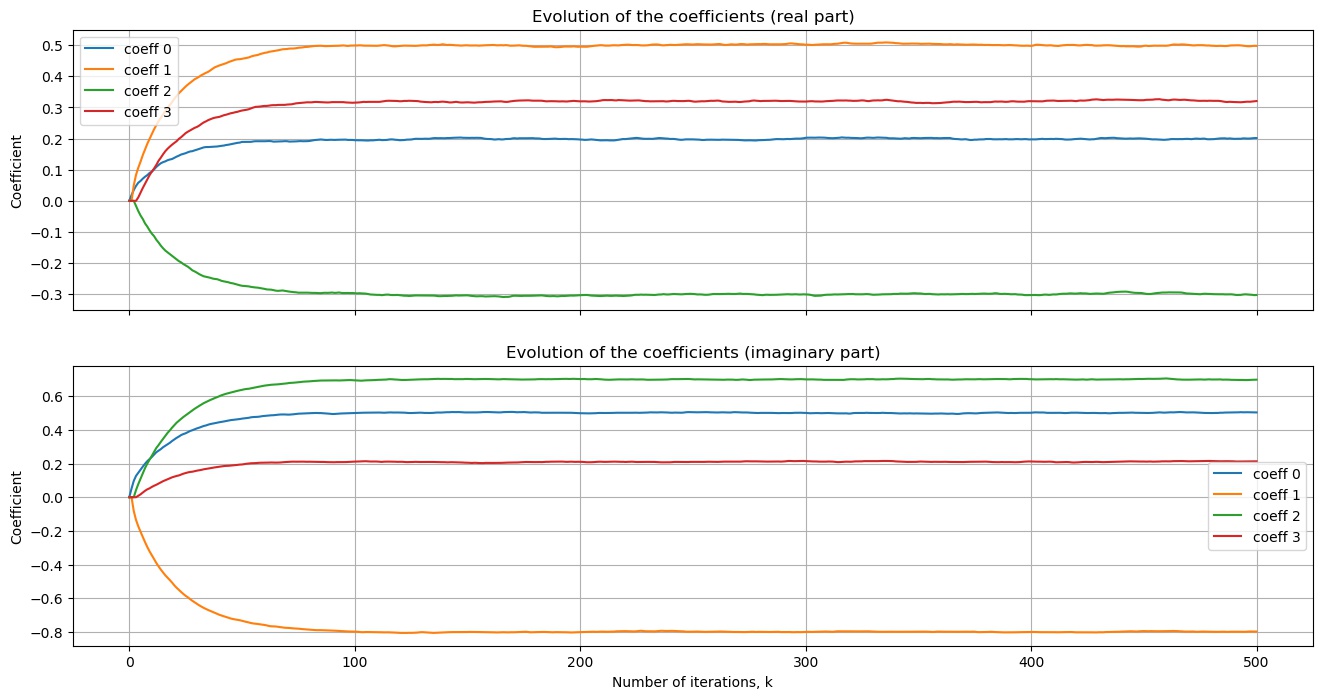 Evolution of the coefficients (real part)
Coefficient
0.5
0.4
0.3
0.2
0.1
0.0
−0.1
−0.2
−0.3
coeff 0
coeff 1
coeff 2
coeff 3
Evolution of the coefficients (imaginary part)
Coefficient
0.6
0.4
0.2
0.0
−0.2
−0.4
−0.6
−0.8
coeff 0
coeff 1
coeff 2
coeff 3
0 100 200 300 400 500
Number of iterations, k